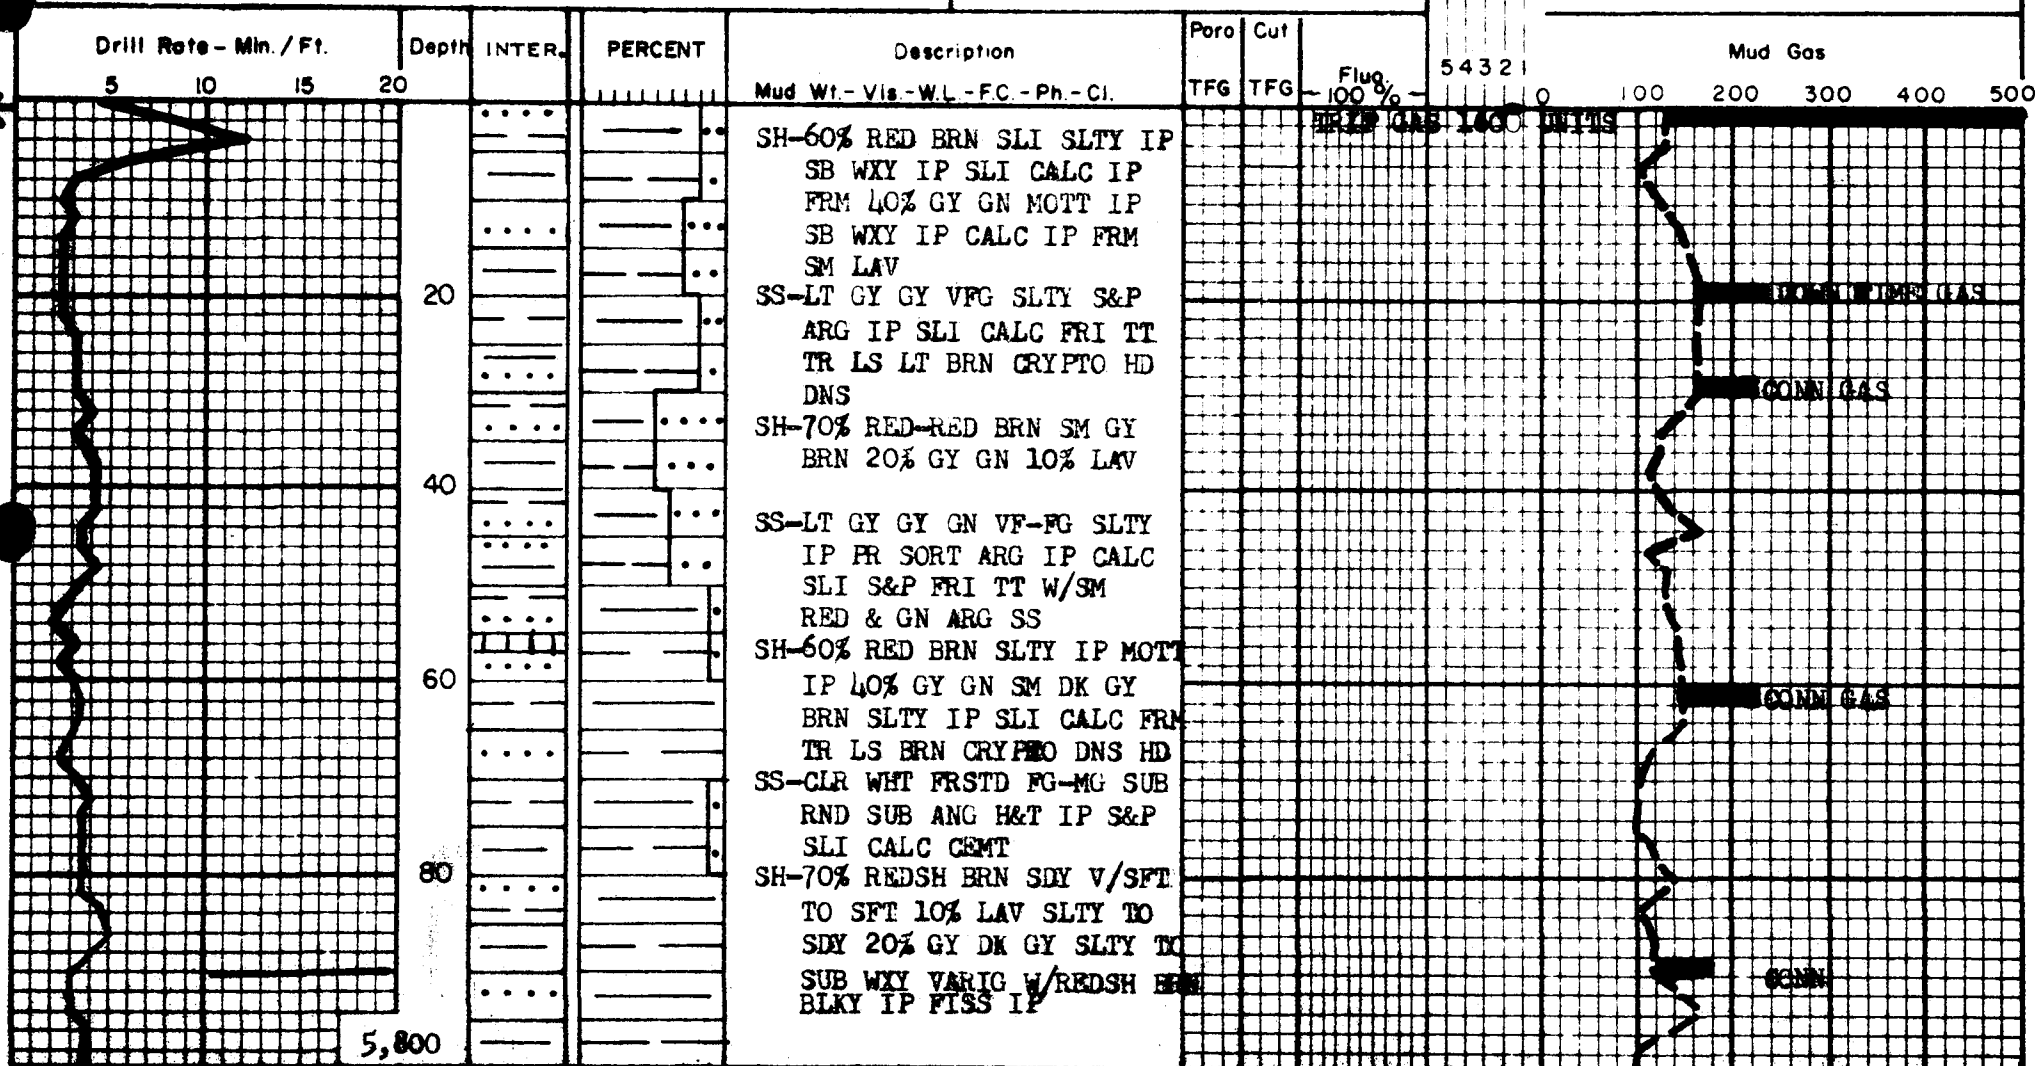 Drill Rate - Min. / Ft.
5 10 15 20
Depth
INTER.
PERCENT
Description
Mud Wt.- Vis.- W.L.- F.C.- Ph.- Cl.
Poro
TFG
Cut
TFG
Fluo.
100 %
5 4 3 2 1
Mud Gas
0 100 200 300 400 500
TRIP GAS 1600 UNITS
SH-60% RED BRN SLI SLTY IP
SB WXY IP SLI CALC IP
FRM 40% GY GN MOTT IP
SB WXY IP CALC IP FRM
SM LAV
SS-LT GY GY VFG SLTY S&P
ARG IP SLI CALC FRI TT
TR LS LT BRN CRYPTO HD
DNS
SH-70% RED-RED BRN SM GY
BRN 20% GY GN 10% LAV
SS-LT GY GY GN VF-FG SLTY
IP PR SORT ARG IP CALC
SLI S&P FRI TT W/SM
RED & GN ARG SS
SH-60% RED BRN SLTY IP MOTT
IP 40% GY GN SM DK GY
BRN SLTY IP SLI CALC FRM
TR LS BRN CRYPTO DNS HD
SS-CLR WHT FRSTD FG-MG SUB
RND SUB ANG H&T IP S&P
SLI CALC CEMT
SH-70% REDSH BRN SDY V/SFT
TO SFT 10% LAV SLTY TO
SDY 20% GY DK GY SLTY TO
SUB WXY VARIG W/REDSH BRN
BLKY IP FISS IP
20
40
60
80
5,800
DOWN TIME GAS
CONN GAS
CONN GAS
CONN